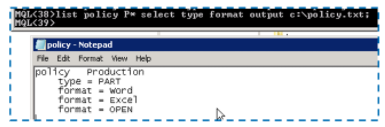 MQL<38>list policy P* select type format output c:\policy.txt;
MQL<39>
policy - Notepad
File Edit Format View Help
policy   Production
    type = PART
    format = Word
    format = Excel
    format = OPEN